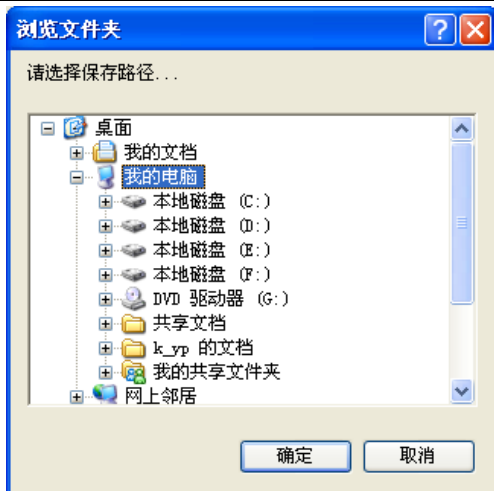 浏览文件夹
请选择保存路径...
桌面
我的文档
我的电脑
本地磁盘 (C:)
本地磁盘 (D:)
本地磁盘 (E:)
本地磁盘 (F:)
DVD 驱动器 (G:)
共享文档
k_yp 的文档
我的共享文件夹
网上邻居
确定 取消